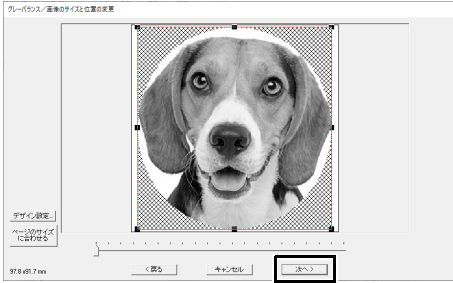 グレーバランス／画像のサイズと位置の変更
デザイン設定...
ページのサイズ
に合わせる
97.8 x91.7 mm
< 戻る
キャンセル
次へ >